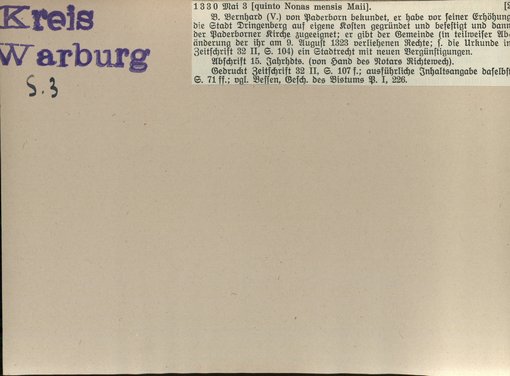 Kreis
Warburg
S. 3
1330 Mai 3 [quinto Nonas mensis Maii].
B. Bernhard (V.) von Paderborn bekundet, er habe vor seiner Erhöhung
die Stadt Dringenberg auf eigene Kosten gegründet und befestigt und dann
der Paderborner Kirche zugeeignet; er gibt der Gemeinde (in teilweiser Ab-
änderung der ihr am 9. August 1323 verliehenen Rechte; s. die Urkunde in
Zeitschrift 32 II, S. 104) ein Stadtrecht mit neuen Vergünstigungen.
Abschrift 15. Jahrhdts. (von Hand des Notars Richtewech).
Gedruckt Zeitschrift 32 II, S. 107 f.; ausführliche Inhaltsangabe daselbst
S. 71 ff.; vgl. Bessen, Gesch. des Bistums P. I, 226.